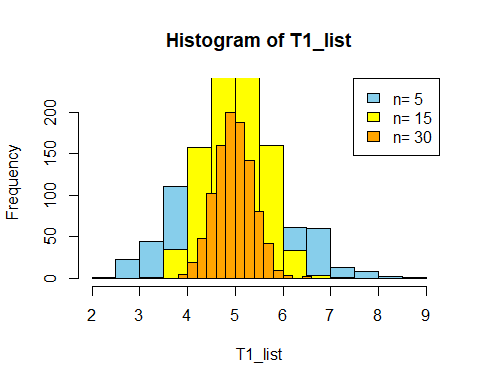 Histogram of T1_list
n= 5
n= 15
n= 30
Frequency
200
150
100
50
0
2 3 4 5 6 7 8 9
T1_list